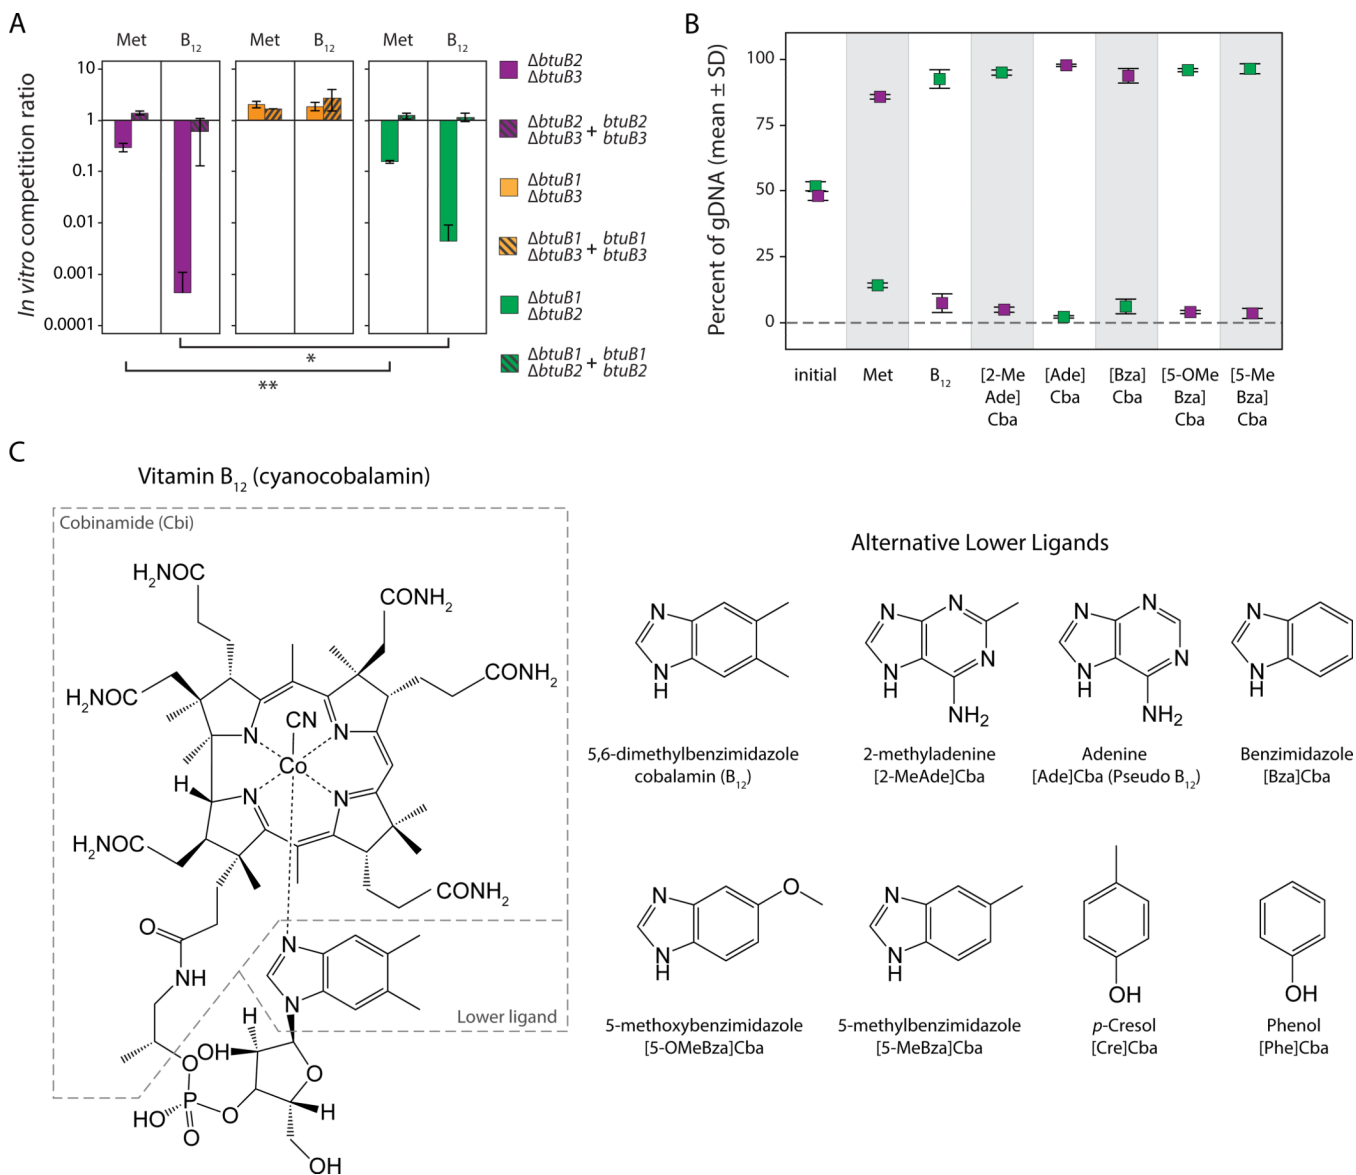 A
Met B12 Met B12 Met B12
In vitro competition ratio
10
1
0.1
0.01
0.001
0.0001
*
**
ΔbtuB2
ΔbtuB3
ΔbtuB2 + btuB2
ΔbtuB3 btuB3
ΔbtuB1
ΔbtuB3
ΔbtuB1 + btuB1
ΔbtuB3 btuB3
ΔbtuB1
ΔbtuB2
ΔbtuB1 + btuB1
ΔbtuB2 btuB2
B
Percent of gDNA (mean ± SD)
100
75
50
25
0
initial Met B12 [2-Me [Ade] [Bza] [5-OMe [5-Me
Ade] Cba Cba Bza] Bza]
Cba Cba Cba
C
Vitamin B12 (cyanocobalamin)
Cobinamide (Cbi)
H2NOC
CONH2
H2NOC
CONH2
CN
N N
Co
H
N N
H2NOC
CONH2
O
NH
N
N
Lower ligand
H
OH
O
O
HO P O
O
H
OH
Alternative Lower Ligands
N
N
H
5,6-dimethylbenzimidazole
cobalamin (B12)
N N
N N
H
NH2
2-methyladenine
[2-MeAde]Cba
N N
N N
H
NH2
Adenine
[Ade]Cba (Pseudo B12)
N
N
H
Benzimidazole
[Bza]Cba
N
O
N
H
5-methoxybenzimidazole
[5-OMeBza]Cba
N
N
H
5-methylbenzimidazole
[5-MeBza]Cba
OH
p-Cresol
[Cre]Cba
OH
Phenol
[Phe]Cba